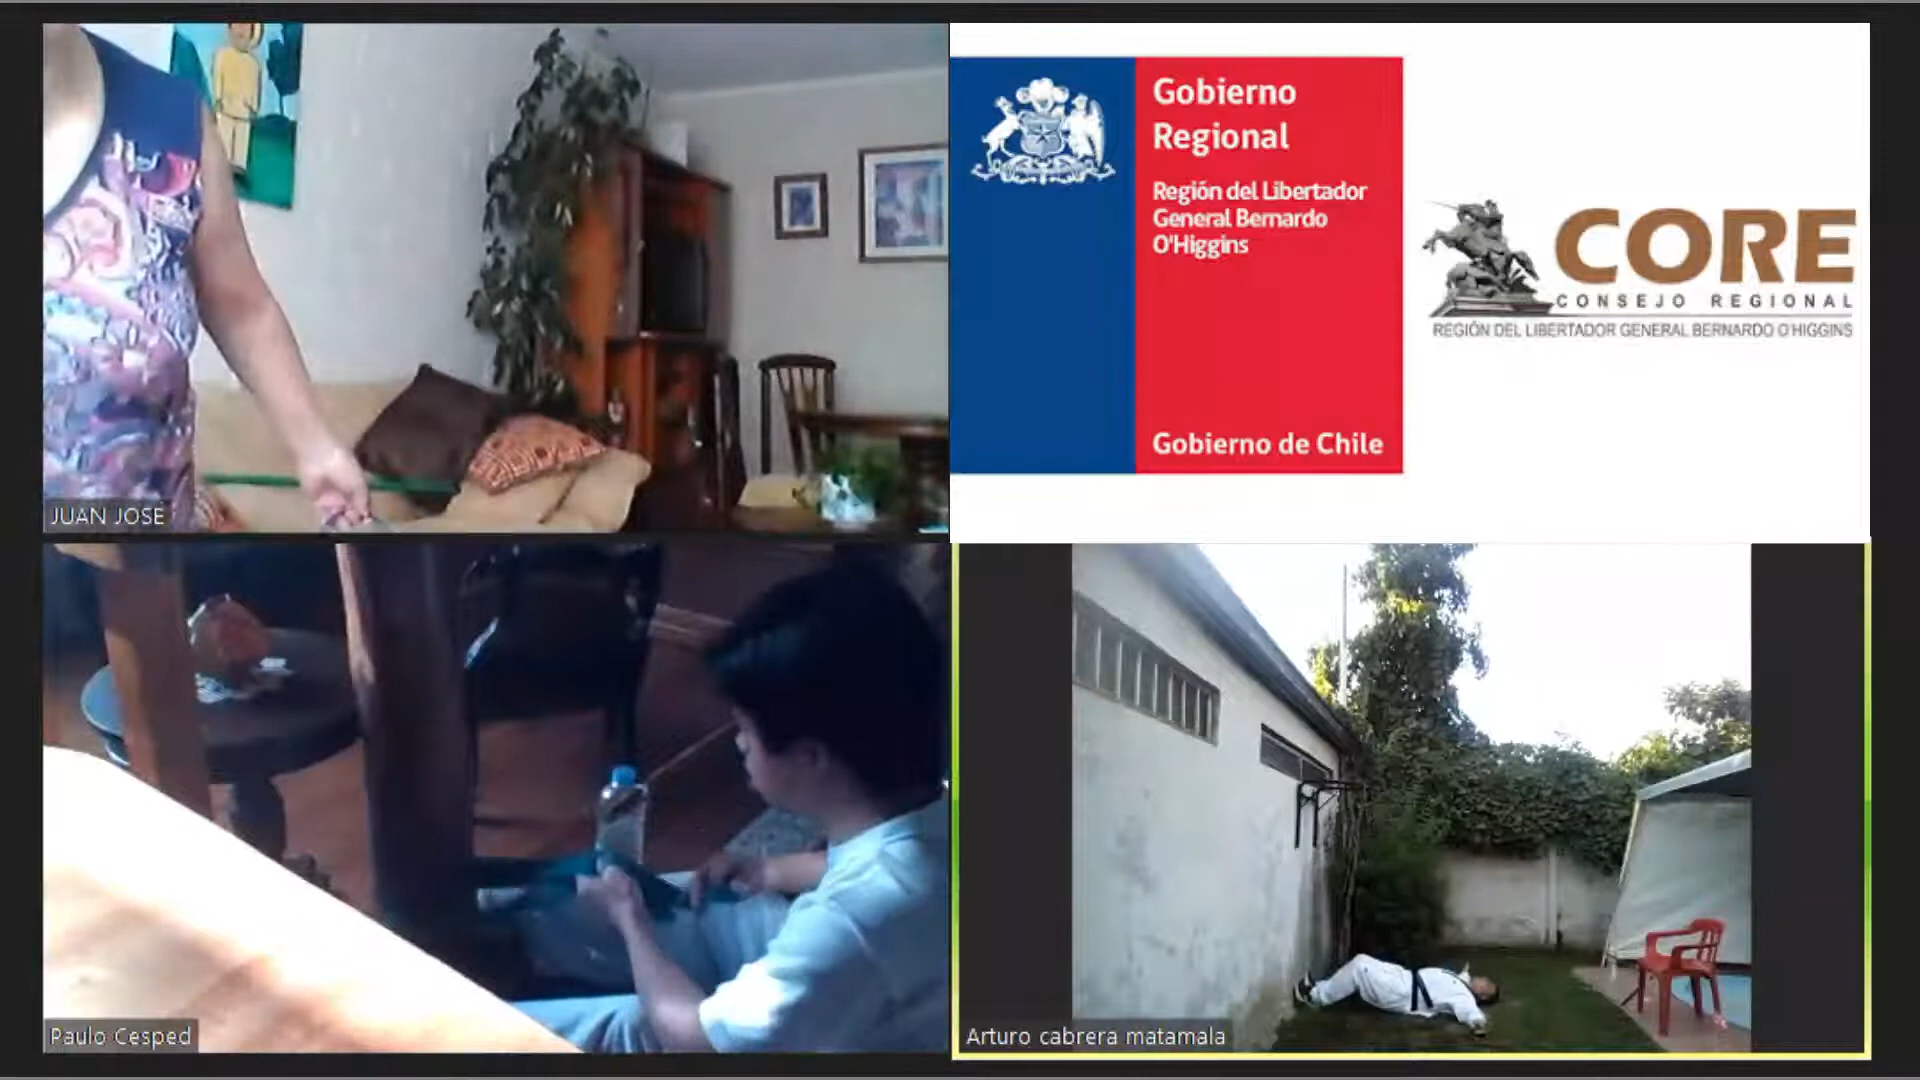 Gobierno
Regional
Región del Libertador
General Bernardo
O'Higgins
Gobierno de Chile
CORE
CONSEJO REGIONAL
REGIÓN DEL LIBERTADOR GENERAL BERNARDO O'HIGGINS
JUAN JOSE
Paulo Cesped
Arturo cabrera matamala